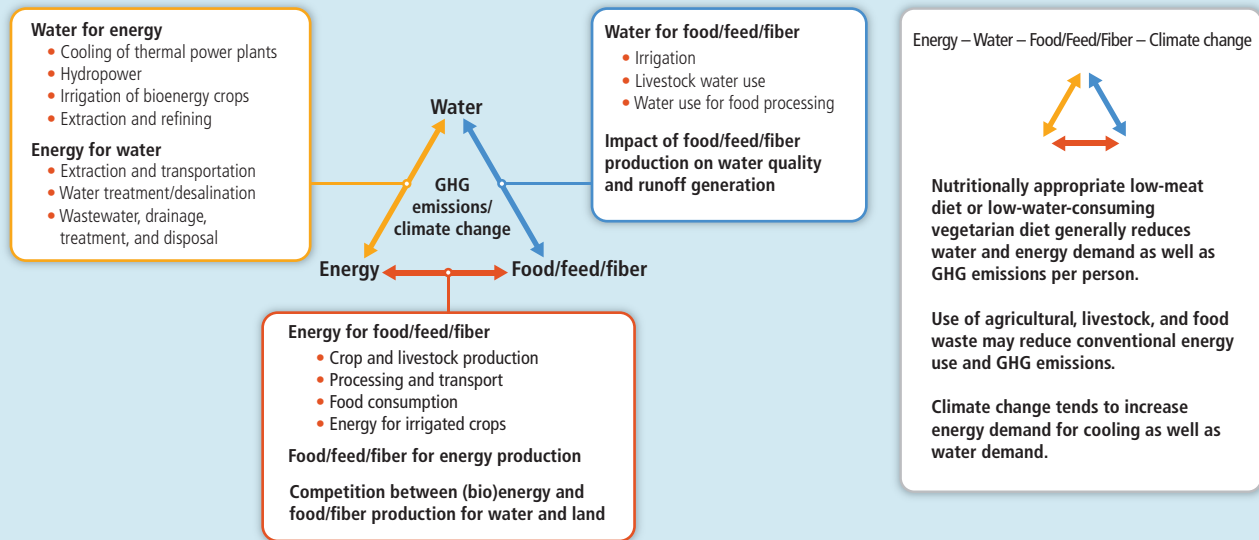 Water for energy
• Cooling of thermal power plants
• Hydropower
• Irrigation of bioenergy crops
• Extraction and refining
Energy for water
• Extraction and transportation
• Water treatment/desalination
• Wastewater, drainage,
treatment, and disposal
Water
GHG
emissions/
climate change
Energy
Food/feed/fiber
Water for food/feed/fiber
• Irrigation
• Livestock water use
• Water use for food processing
Impact of food/feed/fiber
production on water quality
and runoff generation
Energy for food/feed/fiber
• Crop and livestock production
• Processing and transport
• Food consumption
• Energy for irrigated crops
Food/feed/fiber for energy production
Competition between (bio)energy and
food/fiber production for water and land
Energy – Water – Food/Feed/Fiber – Climate change
Nutritionally appropriate low-meat
diet or low-water-consuming
vegetarian diet generally reduces
water and energy demand as well as
GHG emissions per person.
Use of agricultural, livestock, and food
waste may reduce conventional energy
use and GHG emissions.
Climate change tends to increase
energy demand for cooling as well as
water demand.